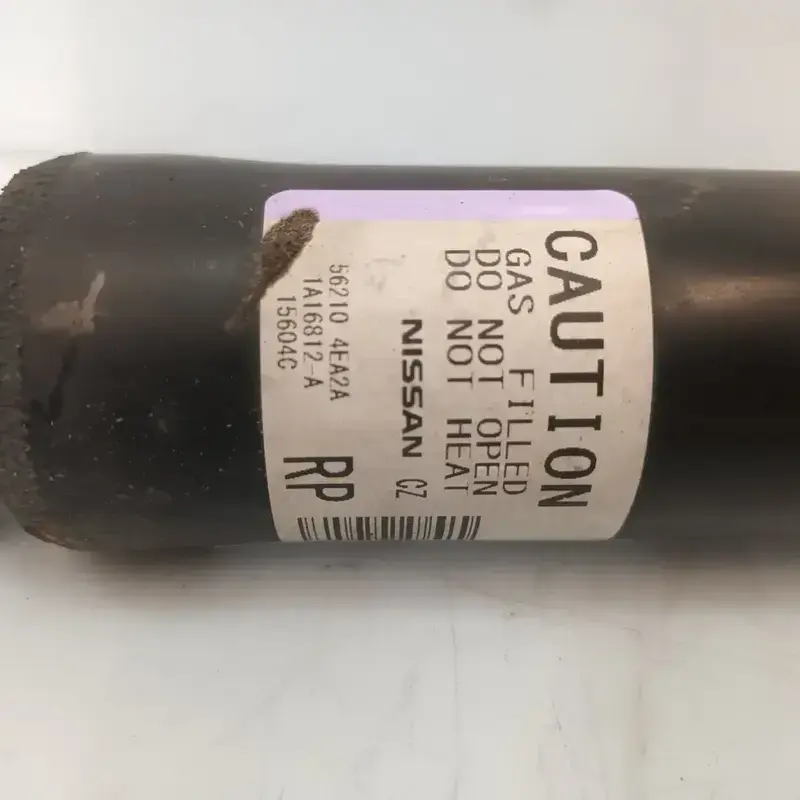 CAUTION
GAS FILLED
DO NOT OPEN
DO NOT HEAT
NISSAN CZ
56210 4EA2A
1A16812-A
15604C
RP